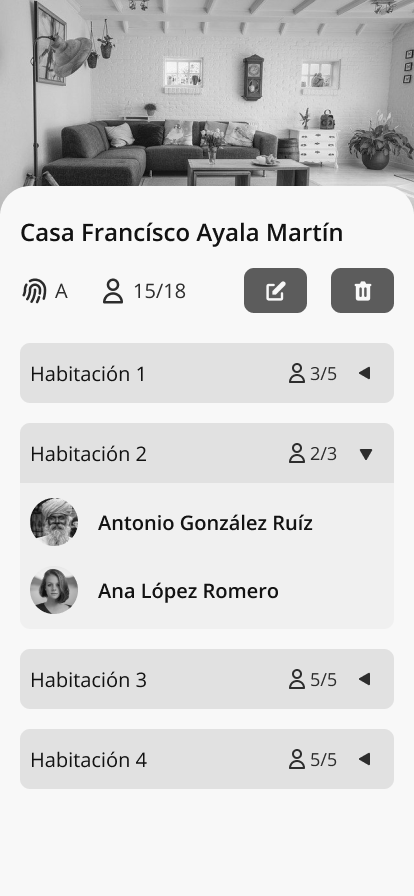 Casa Francísco Ayala Martín
A 15/18
Habitación 1 3/5
Habitación 2 2/3
Antonio González Ruíz
Ana López Romero
Habitación 3 5/5
Habitación 4 5/5